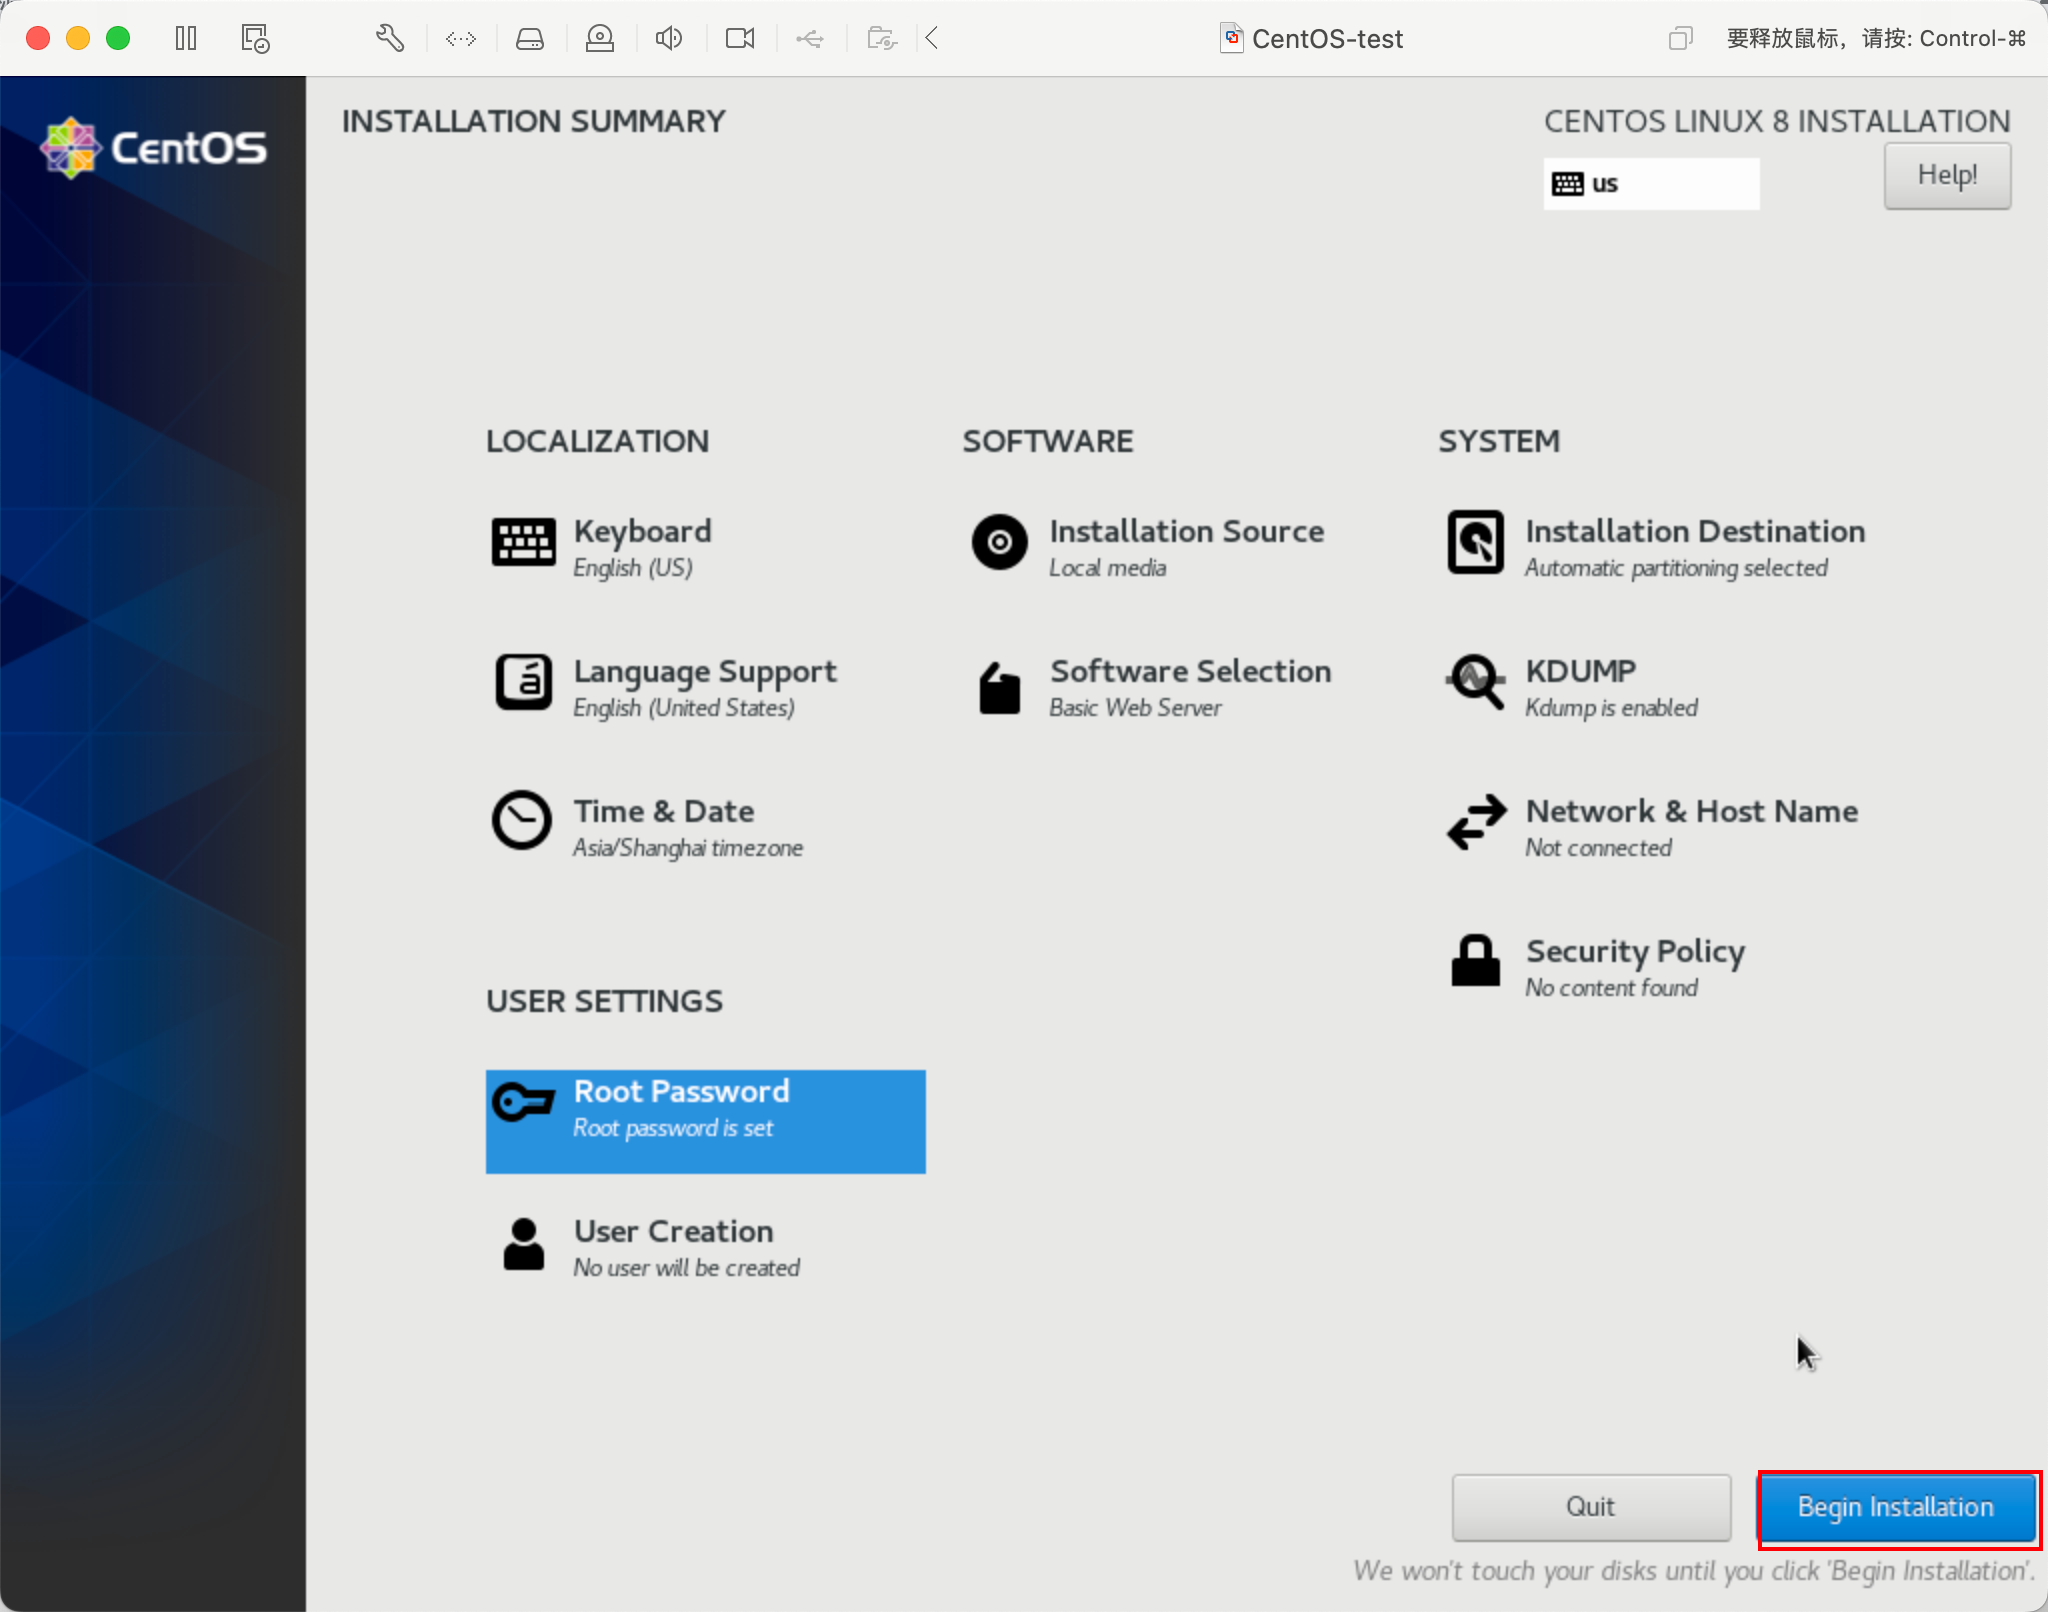 CentOS-test
要释放鼠标，请按: Control-⌘
CentOS
INSTALLATION SUMMARY
CENTOS LINUX 8 INSTALLATION
us
Help!
LOCALIZATION
Keyboard
English (US)
Language Support
English (United States)
Time & Date
Asia/Shanghai timezone
SOFTWARE
Installation Source
Local media
Software Selection
Basic Web Server
SYSTEM
Installation Destination
Automatic partitioning selected
KDUMP
Kdump is enabled
Network & Host Name
Not connected
Security Policy
No content found
USER SETTINGS
Root Password
Root password is set
User Creation
No user will be created
Quit
Begin Installation
We won't touch your disks until you click 'Begin Installation'.